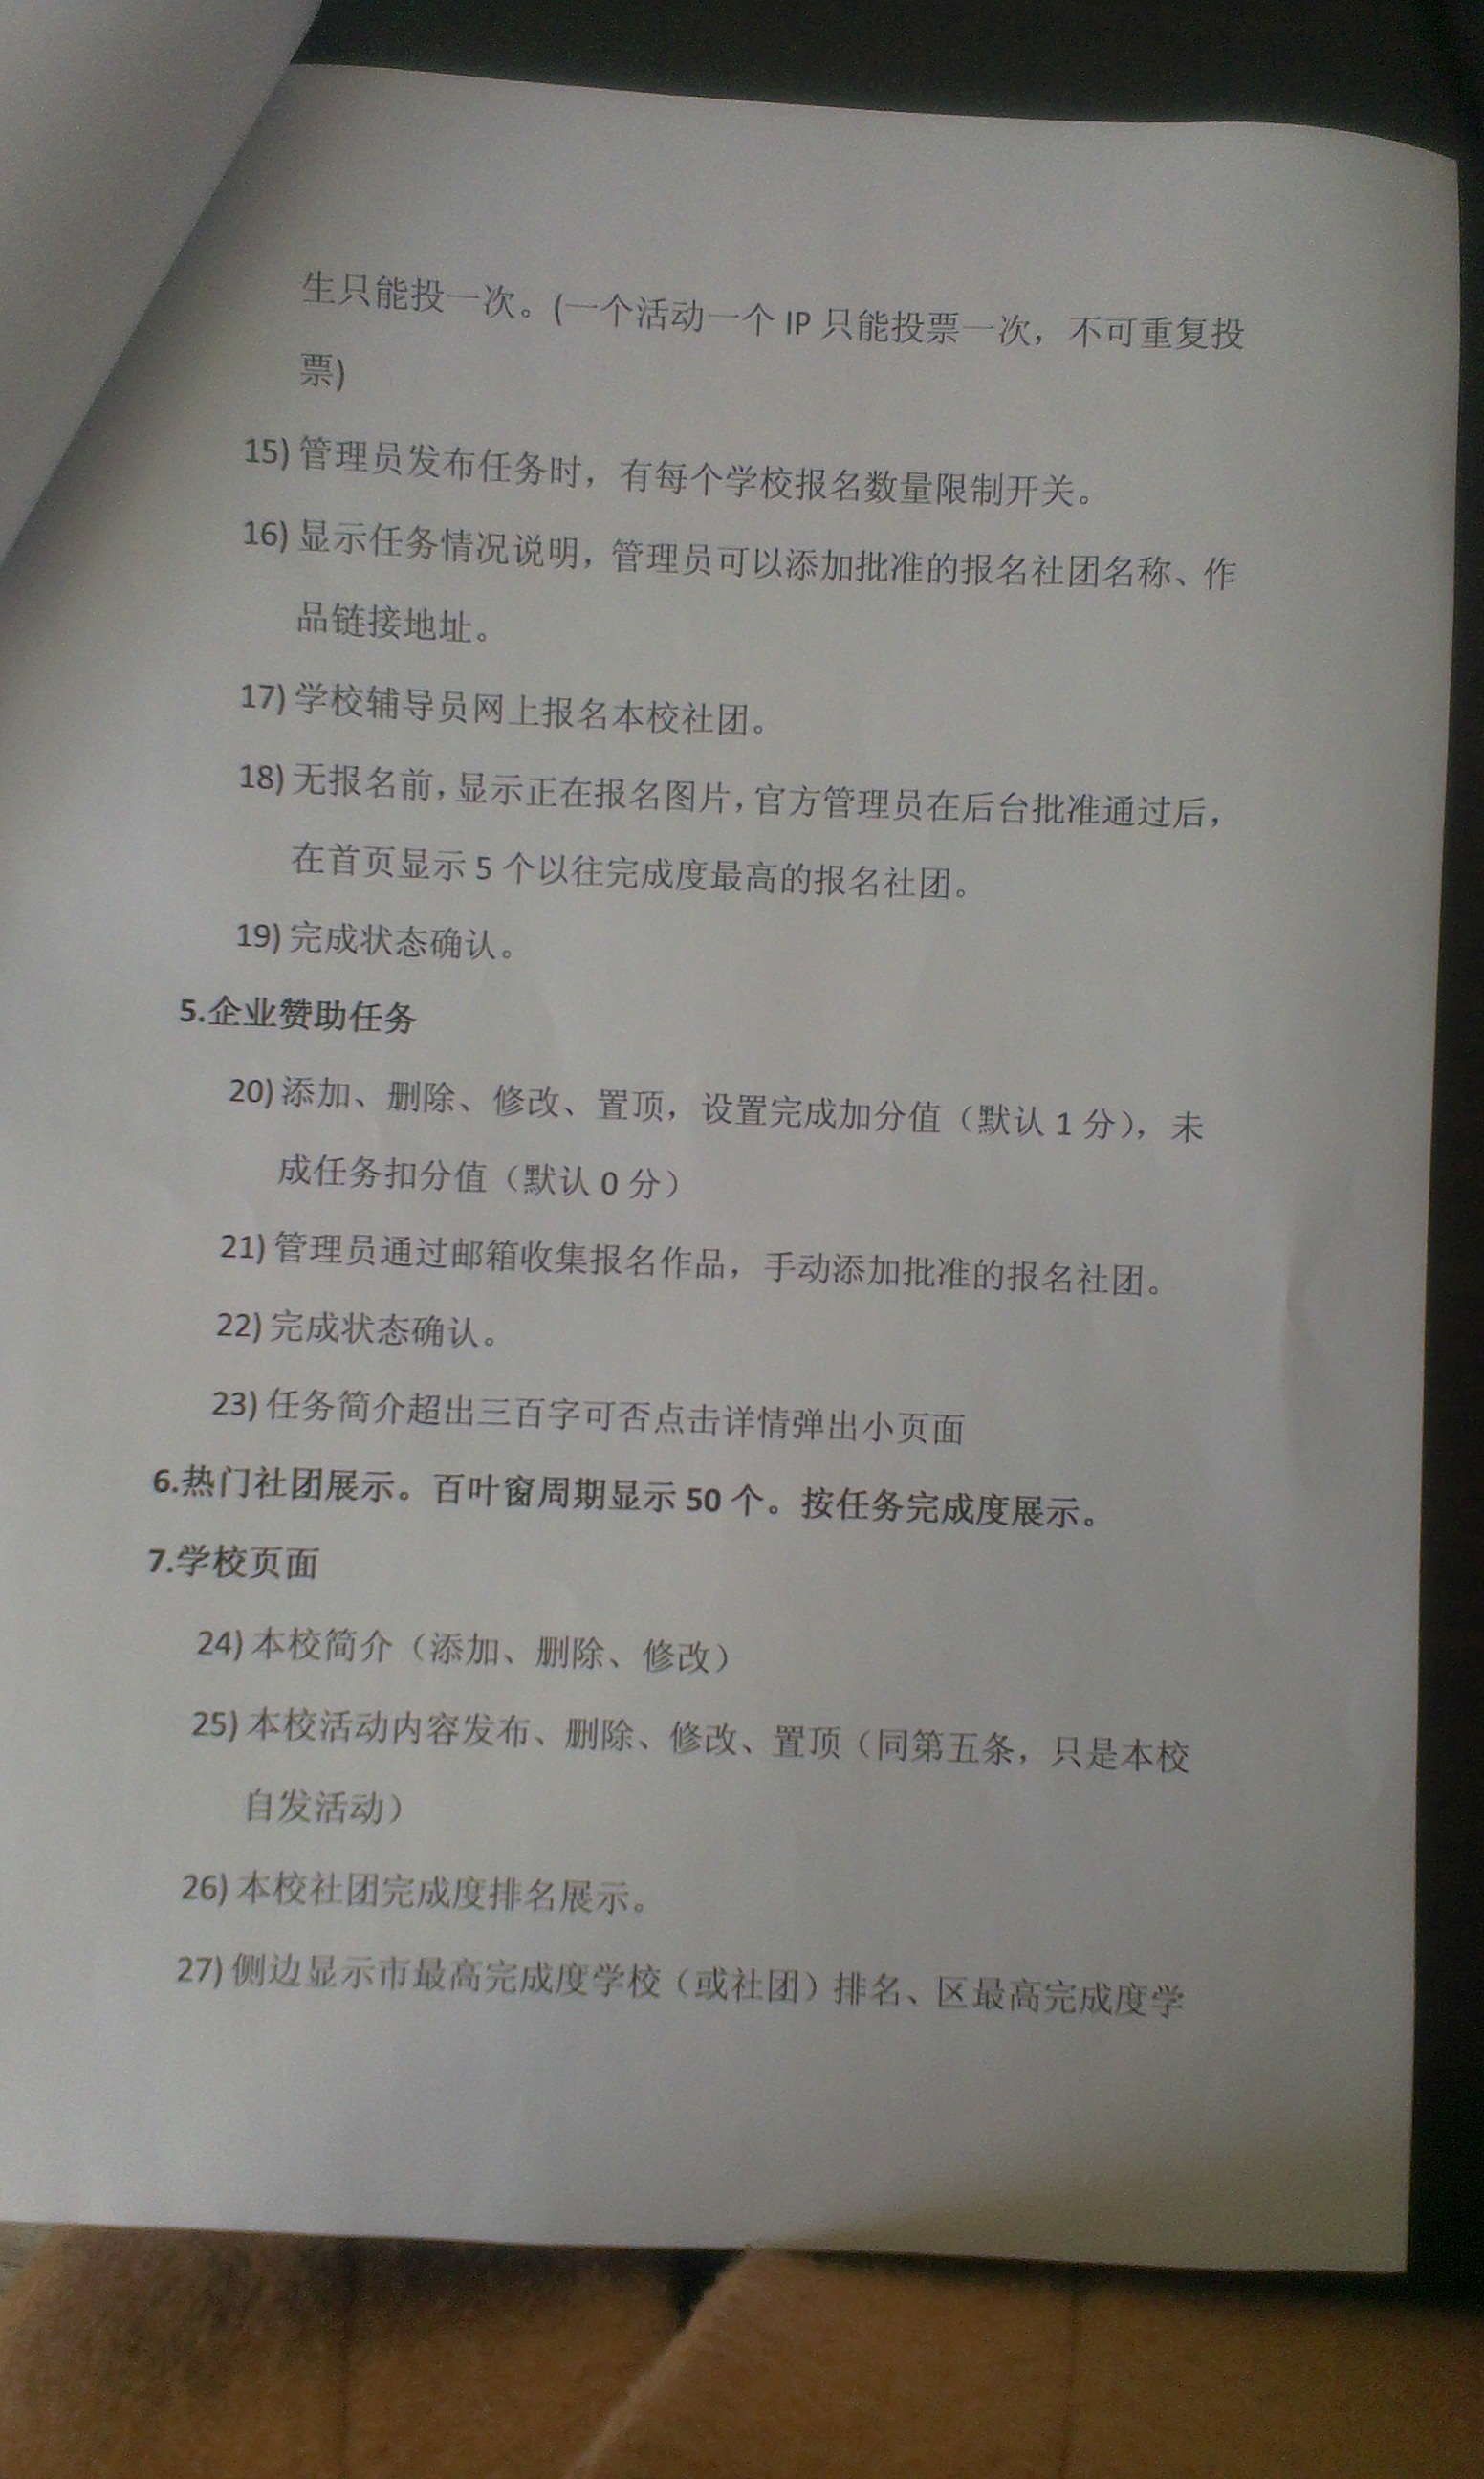 生只能投一次。(一个活动一个 IP 只能投票一次，不可重复投
票)
15) 管理员发布任务时，有每个学校报名数量限制开关。
16) 显示任务情况说明，管理员可以添加批准的报名社团名称、作
品链接地址。
17) 学校辅导员网上报名本校社团。
18) 无报名前，显示正在报名图片，官方管理员在后台批准通过后，
在首页显示 5 个以往完成度最高的报名社团。
19) 完成状态确认。
5.企业赞助任务
20) 添加、删除、修改、置顶，设置完成加分值（默认 1 分），未
成任务扣分值（默认 0 分）
21) 管理员通过邮箱收集报名作品，手动添加批准的报名社团。
22) 完成状态确认。
23) 任务简介超出三百字可否点击详情弹出小页面
6.热门社团展示。百叶窗周期显示 50 个。按任务完成度展示。
7.学校页面
24) 本校简介（添加、删除、修改）
25) 本校活动内容发布、删除、修改、置顶（同第五条，只是本校
自发活动）
26) 本校社团完成度排名展示。
27) 侧边显示市最高完成度学校（或社团）排名、区最高完成度学